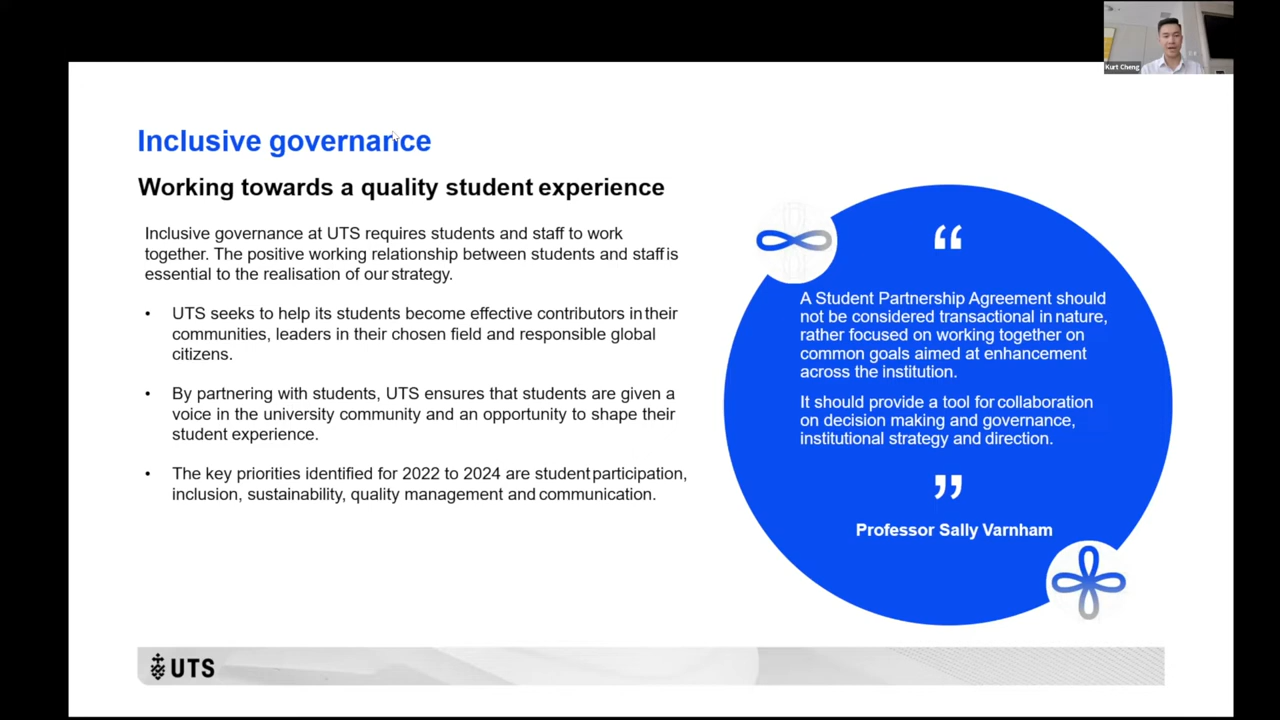 Kurt Cheng
Inclusive governance
Working towards a quality student experience
Inclusive governance at UTS requires students and staff to work
together. The positive working relationship between students and staff is
essential to the realisation of our strategy.
• UTS seeks to help its students become effective contributors in their
communities, leaders in their chosen field and responsible global
citizens.
• By partnering with students, UTS ensures that students are given a
voice in the university community and an opportunity to shape their
student experience.
• The key priorities identified for 2022 to 2024 are student participation,
inclusion, sustainability, quality management and communication.
“
A Student Partnership Agreement should
not be considered transactional in nature,
rather focused on working together on
common goals aimed at enhancement
across the institution.
It should provide a tool for collaboration
on decision making and governance,
institutional strategy and direction.
”
Professor Sally Varnham
UTS